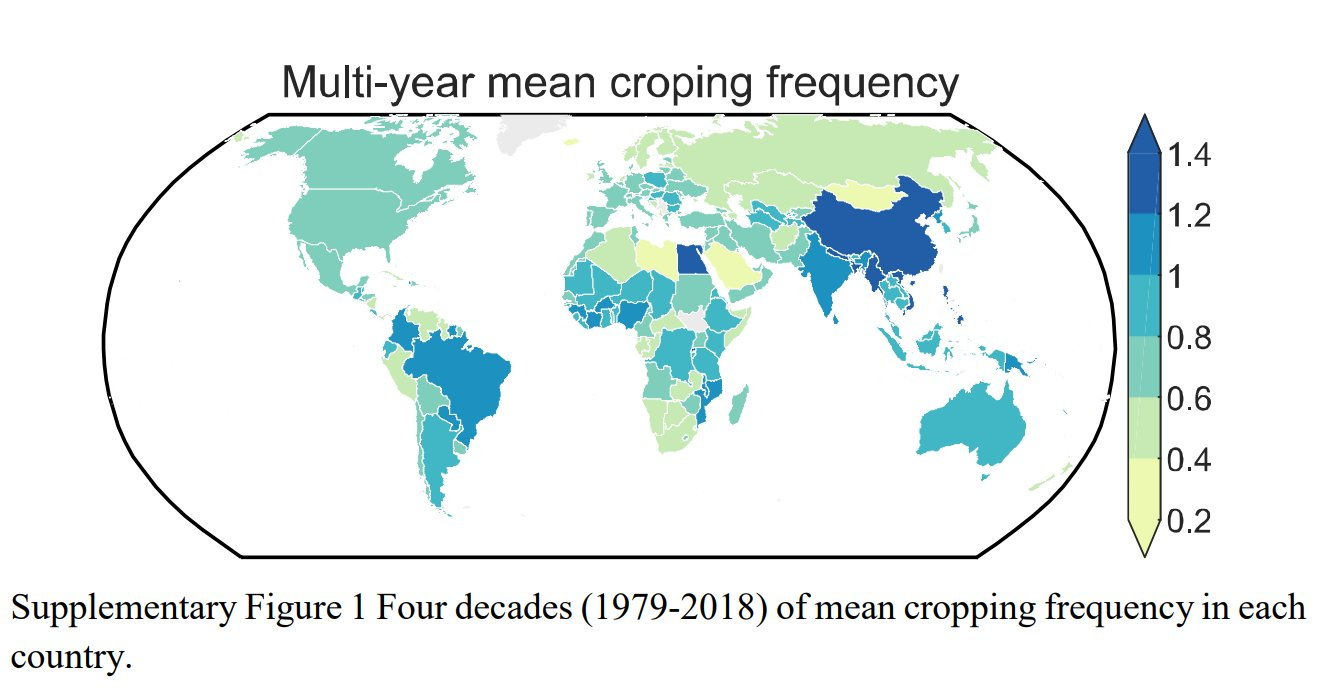 Multi-year mean croping frequency
1.4
1.2
1
0.8
0.6
0.4
0.2
Supplementary Figure 1 Four decades (1979-2018) of mean cropping frequency in each
country.